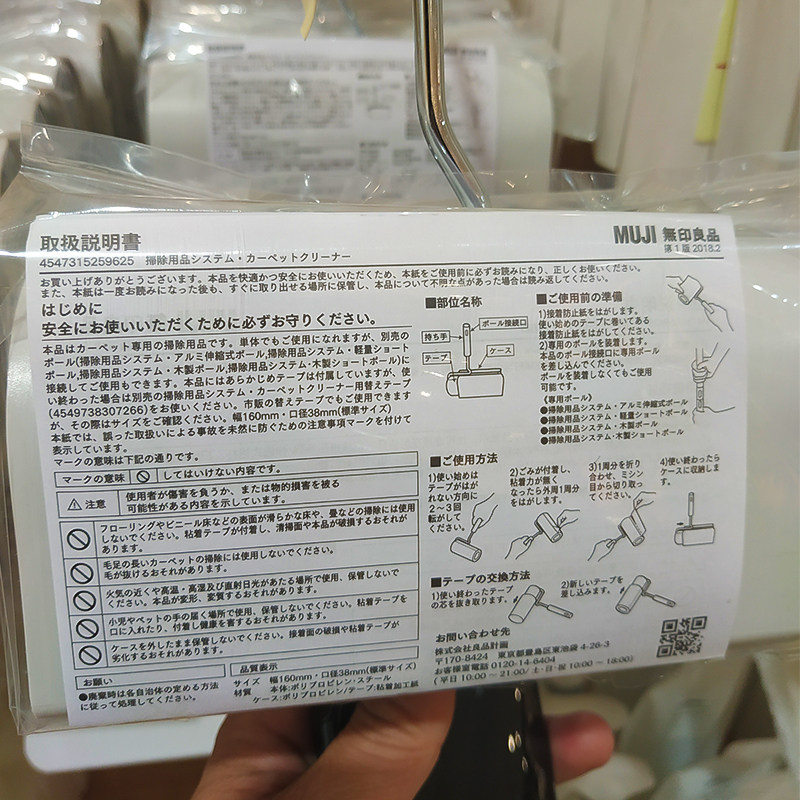 取扱説明書
4547315259625 掃除用品システム・カーペットクリーナー
MUJI 無印良品
第1版 2018.2
お買い上げありがとうございます。本品を快適かつ安全にお使いいただくため、本紙をご使用前に必ずお読みになり、正しくお使いください。
また、本紙は一度お読みになった後も、すぐに取り出せる場所に保管し、本品について不明な点があった場合は読み返してください。
はじめに
安全にお使いいただくために必ずお守りください。
本品はカーペット専用の掃除用品です。単体でもご使用になれますが、別売の
ポール(掃除用品システム・アルミ伸縮式ポール,掃除用品システム・軽量ショート
ポール,掃除用品システム・木製ポール,掃除用品システム・木製ショートポール)に
接続してご使用もできます。本品にはあらかじめテープは付属していますが、使
い終わった場合は別売の掃除用品システム・カーペットクリーナー用替えテープ
(4549738307266)をお使いください。市販の替えテープでもご使用できます
が、その際はサイズをご確認ください。幅160mm・口径38mm(標準サイズ)
本紙では、誤った取扱いによる事故を未然に防ぐための注意事項マークを付けて
表示しています。
マークの意味は下記の通りです。
マークの意味 してはいけない内容です。
注意 使用者が傷害を負うか、または物的損害を被る
可能性がある内容を示しています。
フローリングやビニール床などの表面が滑らかな床や、畳などの掃除には使用
しないでください。粘着テープが付着し、清掃面や本品が破損するおそれが
あります。
毛足の長いカーペットの掃除には使用しないでください。
毛が抜けるおそれがあります。
火気の近くや高温・高湿及び直射日光があたる場所で使用、保管しないで
ください。本品が変形、変質するおそれがあります。
小児やペットの手の届く場所で使用、保管しないでください。粘着テープを
口に入れたり、付着し健康を害するおそれがあります。
ケースを外したまま保管しないでください。接着面の破損や粘着テープが
劣化するおそれがあります。
お願い
●廃棄時は各自治体の定める方法
に従って処理してください。
品質表示
サイズ 幅160mm・口径38mm(標準サイズ)
材質 本体:ポリプロピレン・スチール
ケース:ポリプロピレン/テープ:粘着加工紙
■部位名称
持ち手
ポール接続口
テープ
ケース
■ご使用前の準備
1)接着防止紙をはがします。
使い始めのテープに巻いてある
接着防止紙をはがしてください。
2)専用のポールを装着します。
本品のポール接続口に専用ポール
を差し込んでください。
ポールを装着しなくてもご使用
可能です。
《専用ポール》
●掃除用品システム・アルミ伸縮式ポール
●掃除用品システム・軽量ショートポール
●掃除用品システム・木製ポール
●掃除用品システム・木製ショートポール
■ご使用方法
1)使い始めは
テープがはが
れない方向に
2〜3回
転がして
ください。
2)ごみが付着し、
粘着力が無く
なったら外周1周分
をはがします。
3)1周分を折り
合わせ、ミシン
目から切り取っ
てください。
4)使い終わったら
ケースに収納しま
す。
■テープの交換方法
1)使い終わったテープ
の芯を抜き取ります。
2)新しいテープを
差し込みます。
お問い合わせ先
株式会社良品計画
〒170-8424 東京都豊島区東池袋 4-26-3
お客様室電話 0120-14-6404
(平日 10:00 〜 21:00/土・日・祝 10:00 〜 18:00)